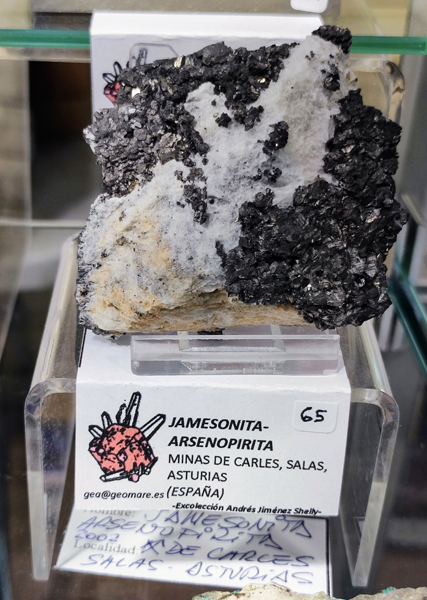 65
JAMESONITA-
ARSENOPIRITA
MINAS DE CARLES, SALAS,
ASTURIAS
(ESPAÑA)
gea@geomare.es
-Excolección Andrés Jiménez Shelly-
JAMESONITA
ARSENOPIRITA
2002
Localidad: DE CARLES
SALAS. ASTURIAS